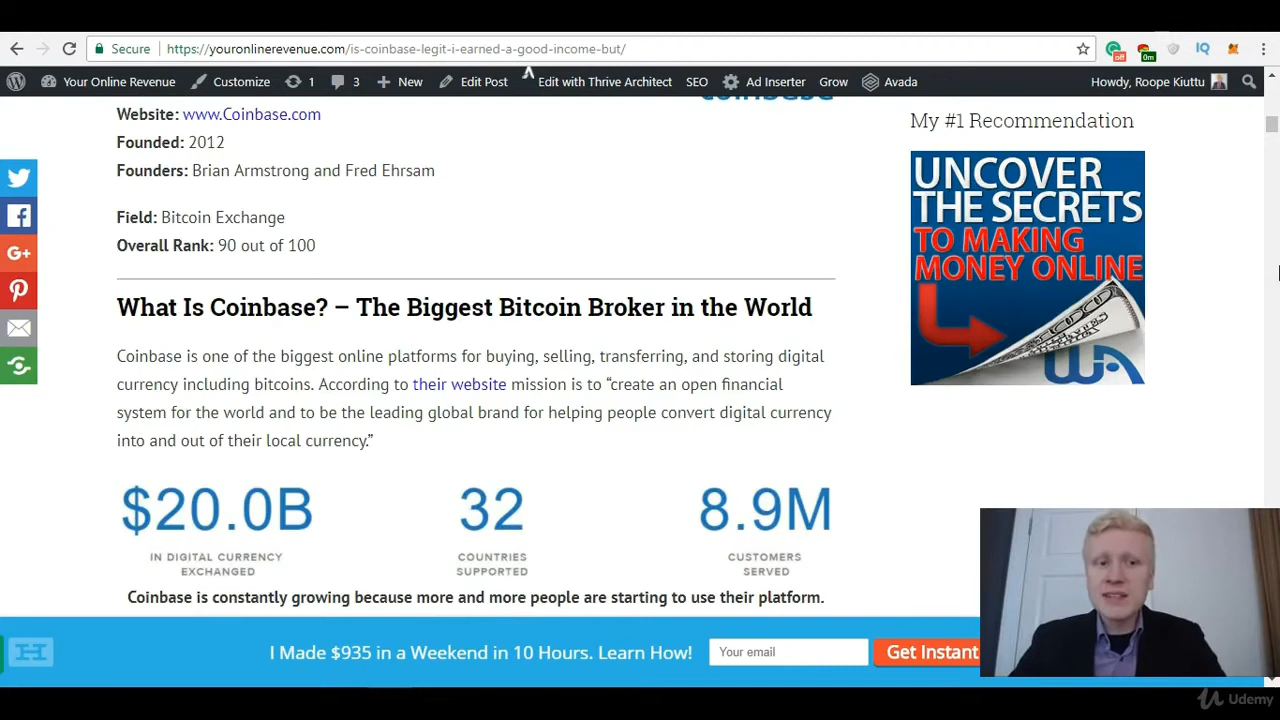 Secure https://youronlinerevenue.com/is-coinbase-legit-i-earned-a-good-income-but/
off
0m
IQ
Your Online Revenue Customize 1 3 New Edit Post Edit with Thrive Architect SEO Ad Inserter Grow Avada Howdy, Roope Kiuttu
coinbase
Website: www.Coinbase.com
Founded: 2012
Founders: Brian Armstrong and Fred Ehrsam
Field: Bitcoin Exchange
Overall Rank: 90 out of 100
What Is Coinbase? – The Biggest Bitcoin Broker in the World
Coinbase is one of the biggest online platforms for buying, selling, transferring, and storing digital
currency including bitcoins. According to their website mission is to “create an open financial
system for the world and to be the leading global brand for helping people convert digital currency
into and out of their local currency.”
$20.0B 32 8.9M
IN DIGITAL CURRENCY COUNTRIES CUSTOMERS
EXCHANGED SUPPORTED SERVED
Coinbase is constantly growing because more and more people are starting to use their platform.
My #1 Recommendation
UNCOVER
THE SECRETS
TO MAKING
MONEY ONLINE
WA
G+
I Made $935 in a Weekend in 10 Hours. Learn How! Your email Get Instant
Udemy